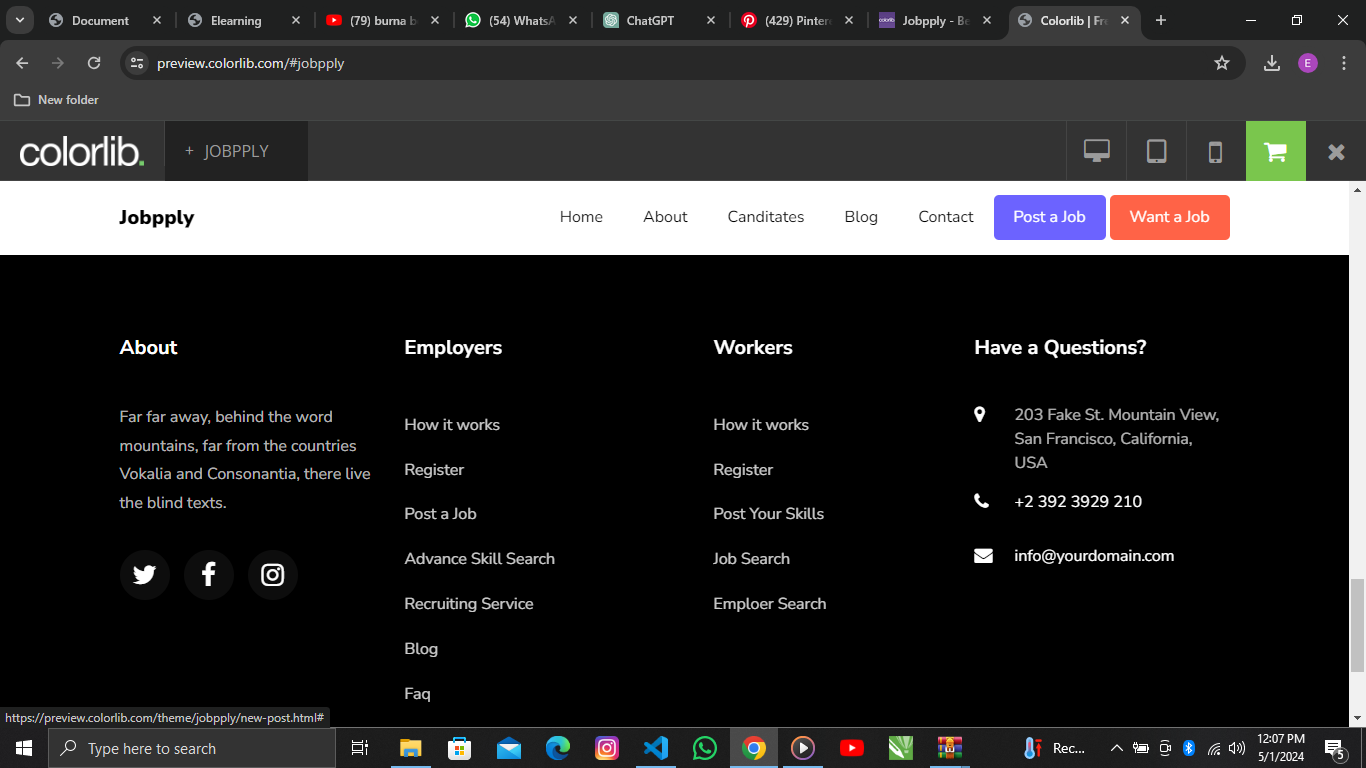 Document
Elearning
(79) burna b
(54) WhatsA
ChatGPT
(429) Pinter
Jobpply - Be
Colorlib | Fre
preview.colorlib.com/#jobpply
E
New folder
colorlib.
+ JOBPPLY
Jobpply
Home
About
Canditates
Blog
Contact
Post a Job
Want a Job
About
Far far away, behind the word
mountains, far from the countries
Vokalia and Consonantia, there live
the blind texts.
Employers
How it works
Register
Post a Job
Advance Skill Search
Recruiting Service
Blog
Faq
Workers
How it works
Register
Post Your Skills
Job Search
Emploer Search
Have a Questions?
203 Fake St. Mountain View,
San Francisco, California,
USA
+2 392 3929 210
info@yourdomain.com
https://preview.colorlib.com/theme/jobpply/new-post.html#
Type here to search
Rec...
12:07 PM
5/1/2024
5